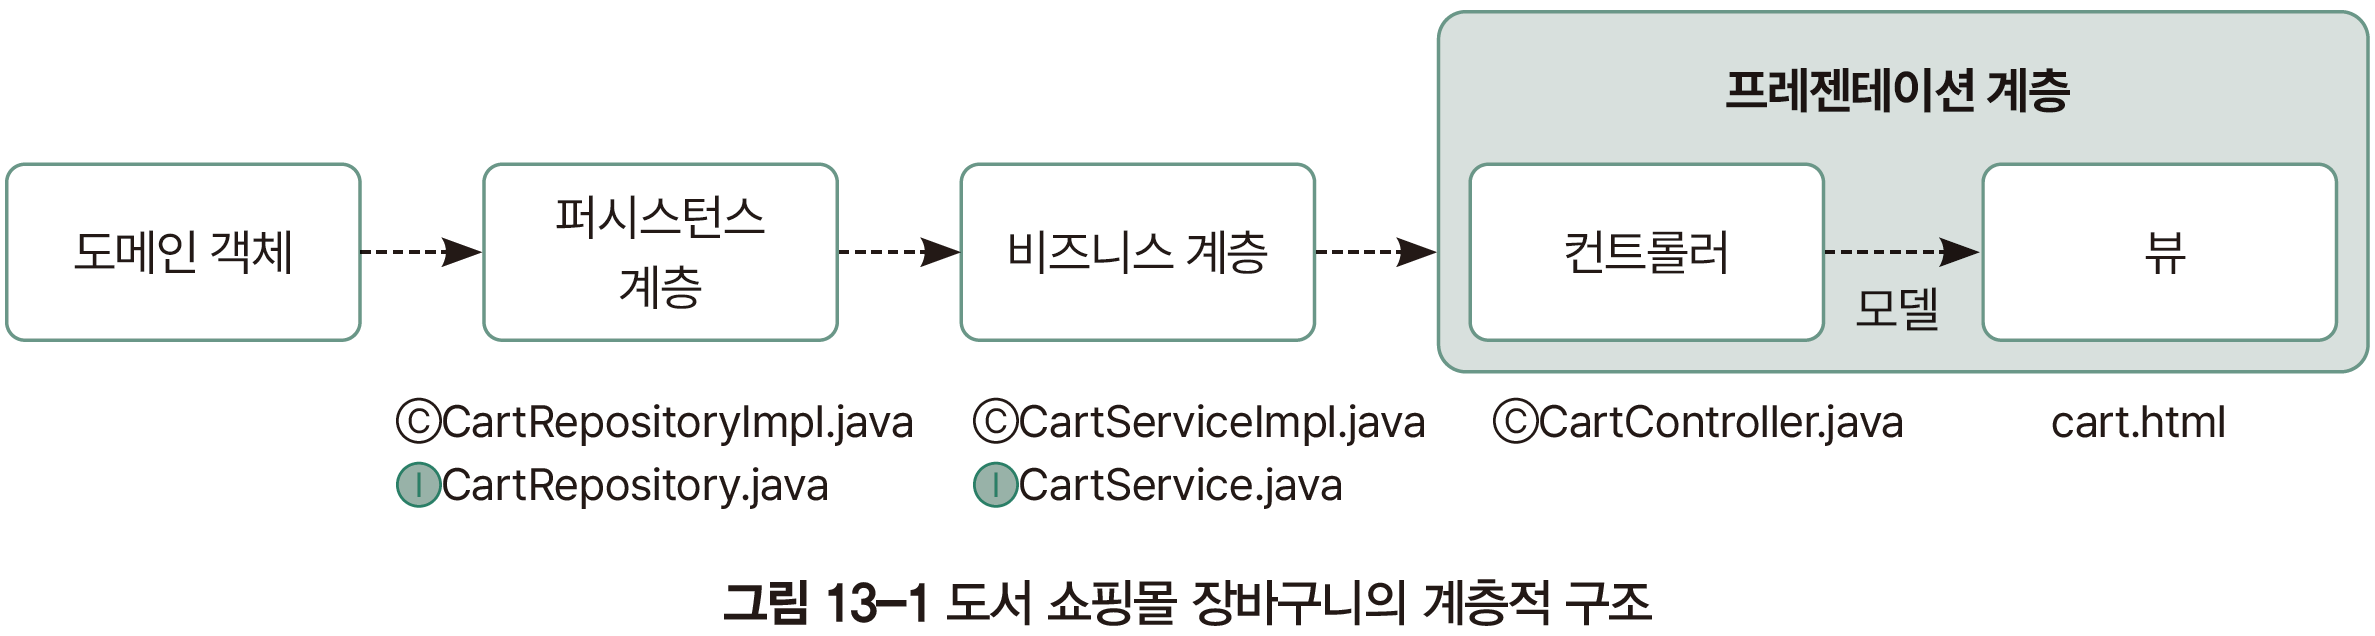 프레젠테이션 계층
도메인 객체
퍼시스턴스
계층
비즈니스 계층
컨트롤러
모델
뷰
ⓒCartRepositoryImpl.java
ⒾCartRepository.java
ⓒCartServiceImpl.java
ⒾCartService.java
ⓒCartController.java
cart.html
그림 13-1 도서 쇼핑몰 장바구니의 계층적 구조